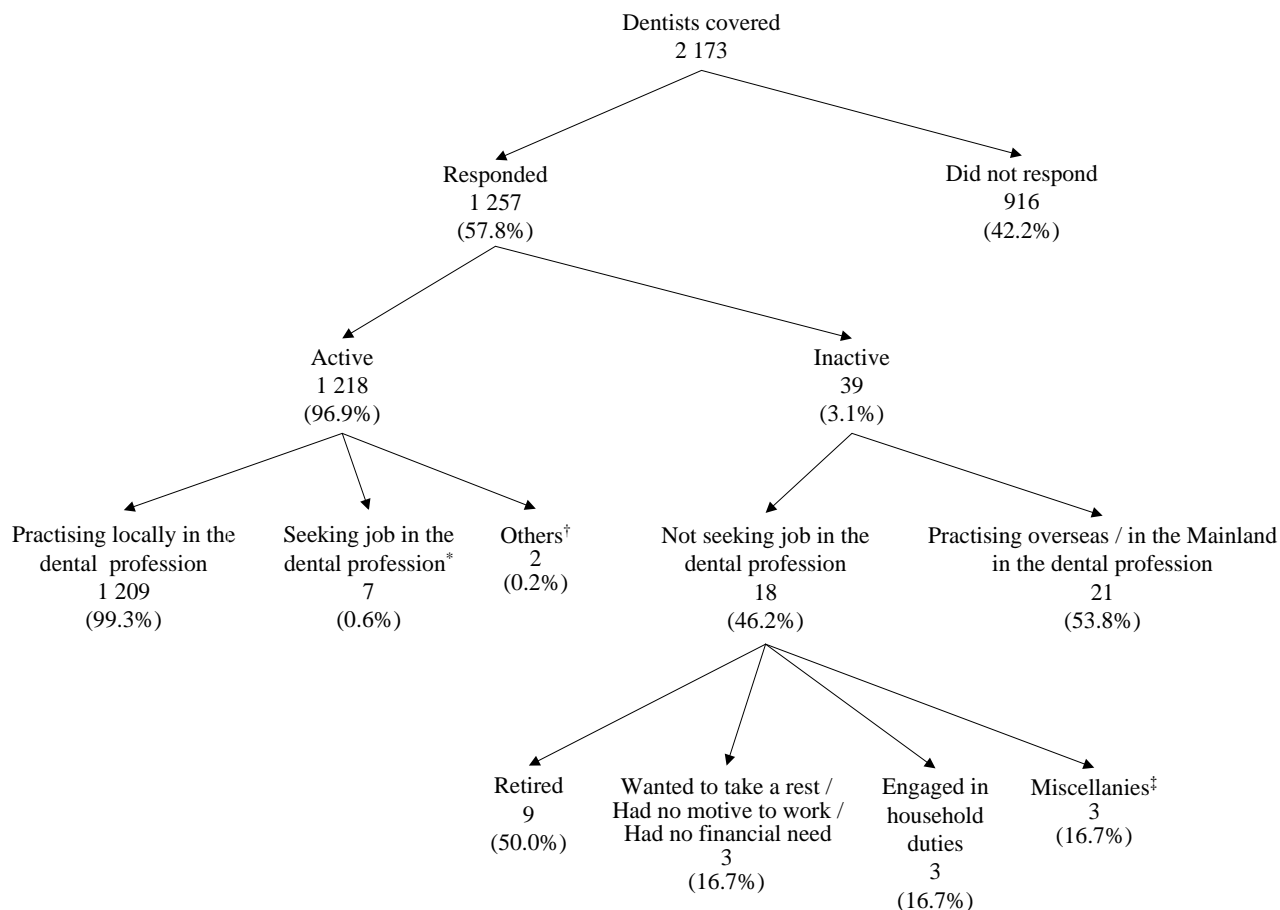 Dentists covered
2 173
Responded
1 257
(57.8%)
Did not respond
916
(42.2%)
Active
1 218
(96.9%)
Inactive
39
(3.1%)
Practising locally in the
dental profession
1 209
(99.3%)
Seeking job in the
dental profession*
7
(0.6%)
Others†
2
(0.2%)
Not seeking job in the
dental profession
18
(46.2%)
Practising overseas / in the Mainland
in the dental profession
21
(53.8%)
Retired
9
(50.0%)
Wanted to take a rest /
Had no motive to work /
Had no financial need
3
(16.7%)
Engaged in
household
duties
3
(16.7%)
Miscellanies‡
3
(16.7%)